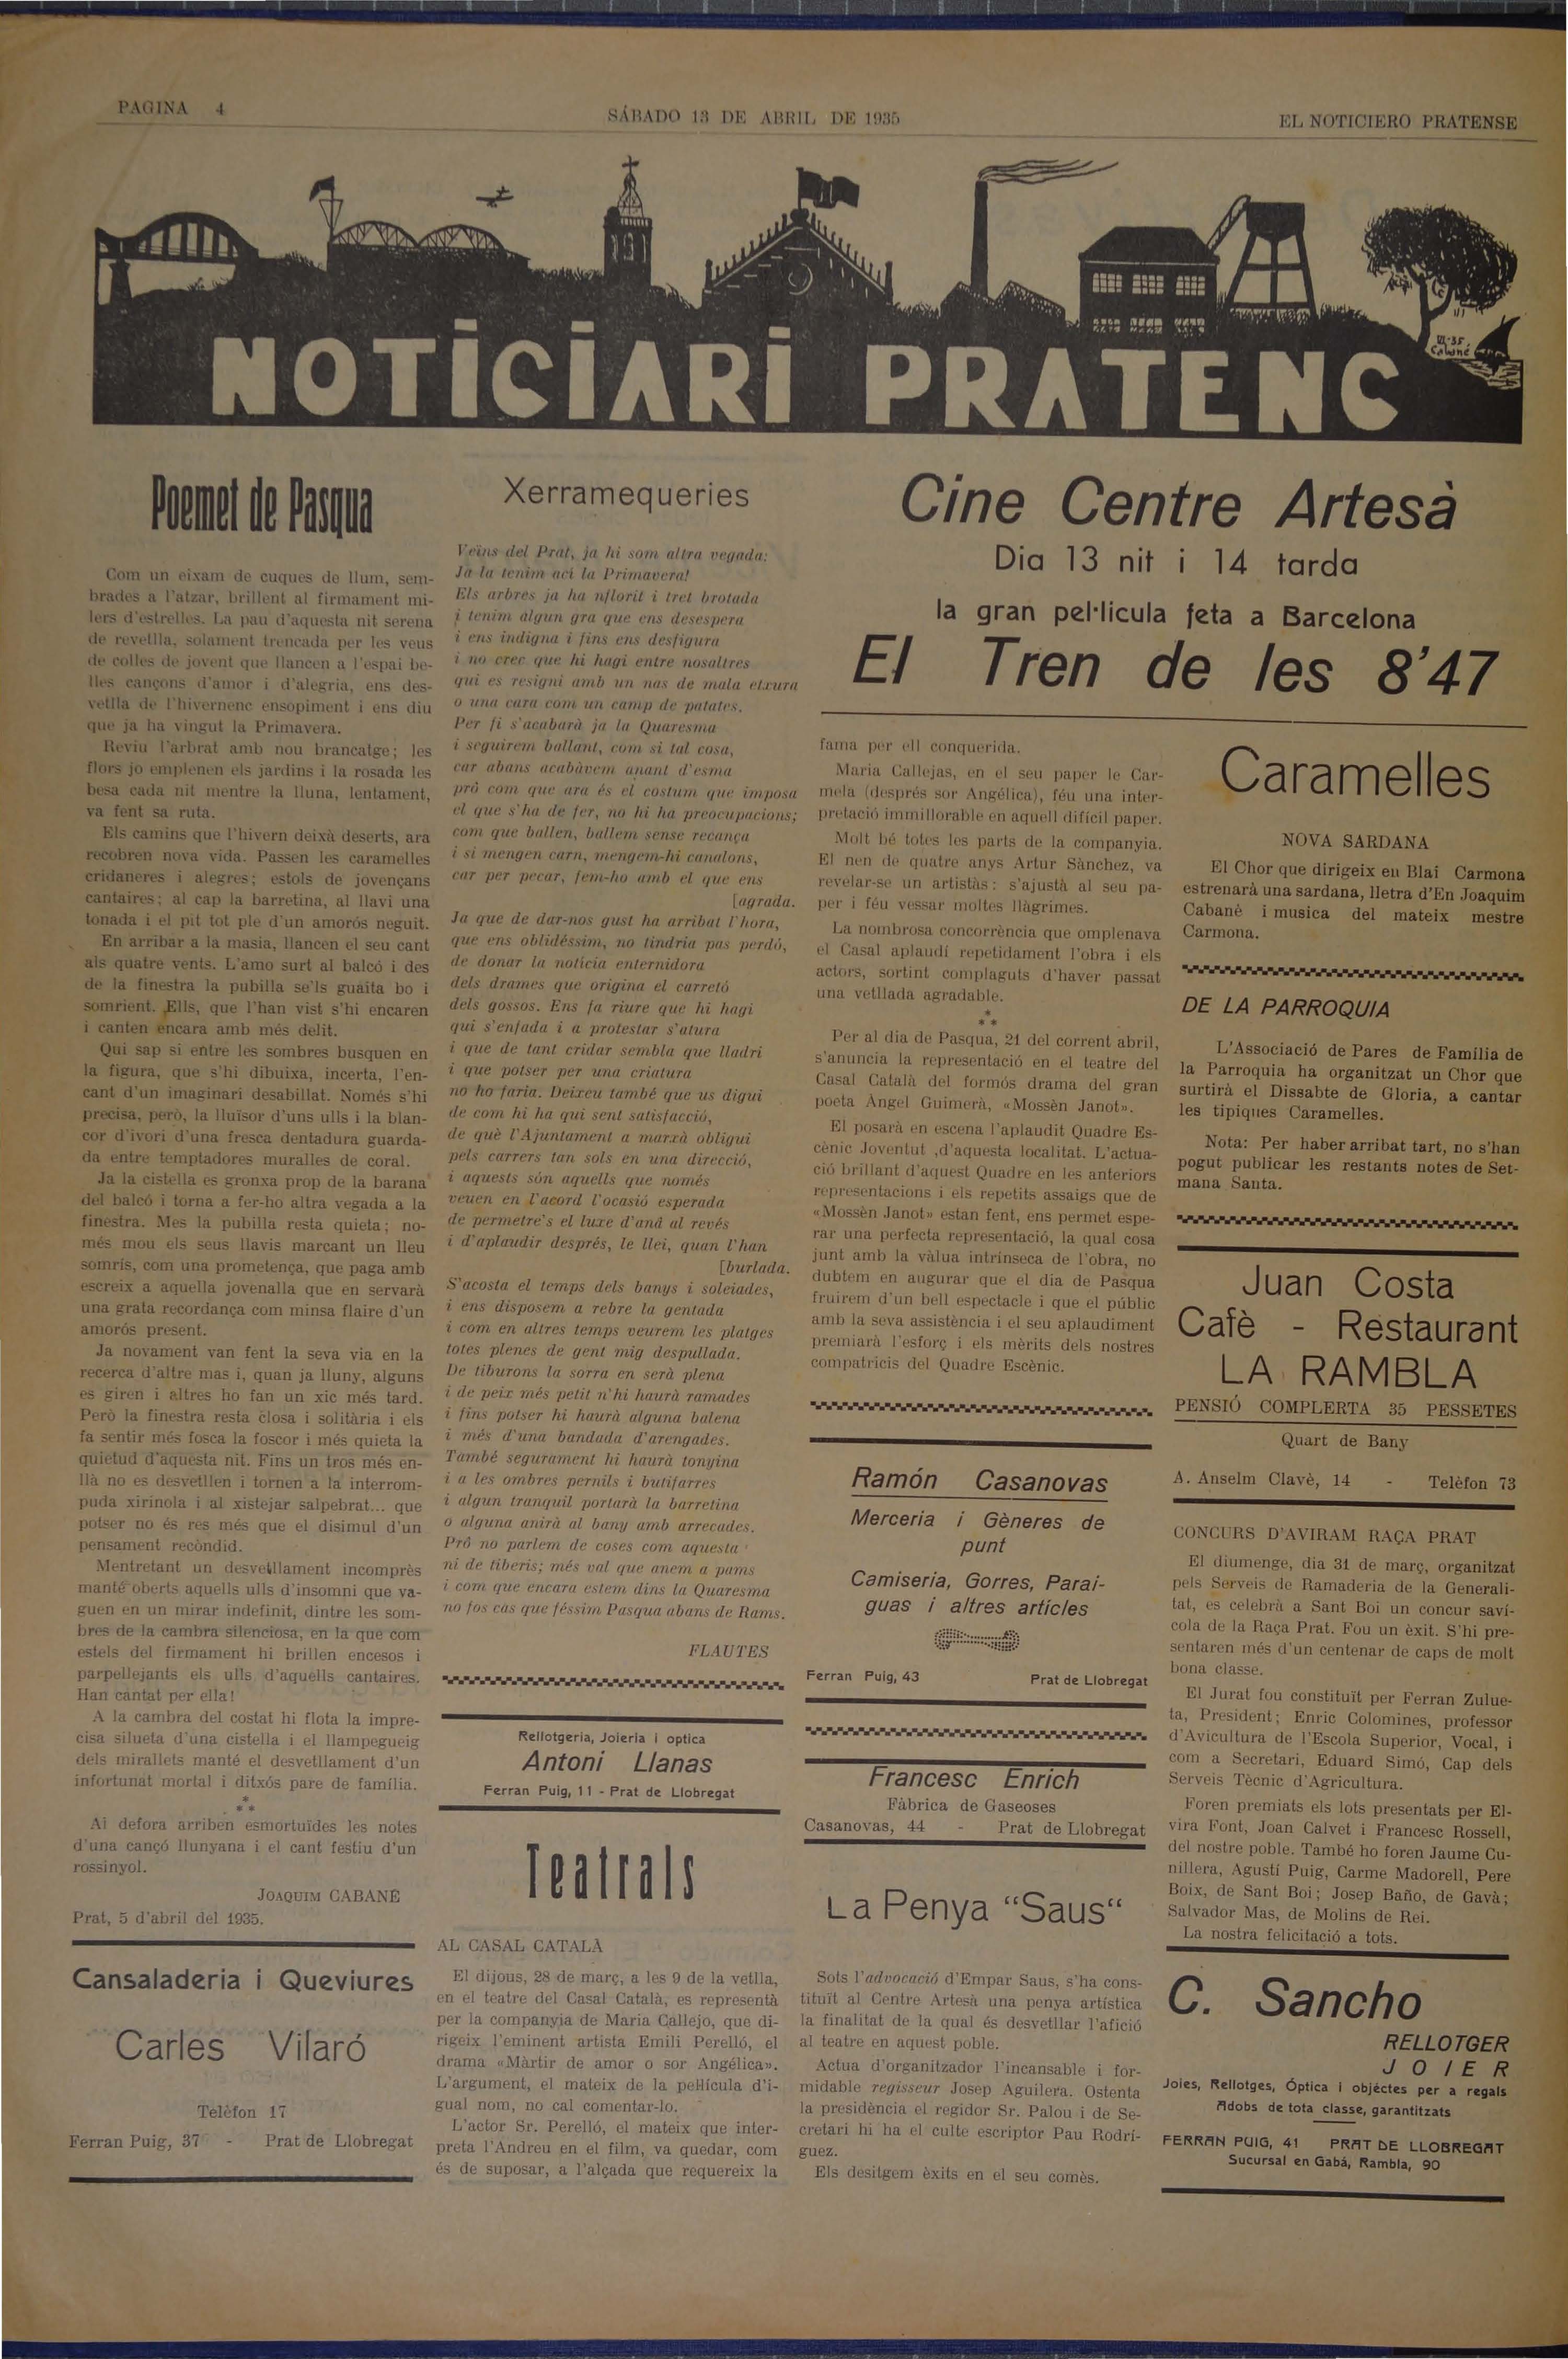 PAGINA 4
SÁBADO 13 DE ABRIL DE 1935
EL NOTICIERO PRATENSE
VI-35
Cabané
NOTICIARI PRATENC
Poemet de Pasqua
Com un eixam de cuques de llum, sem-
brades a l'atzar, brillent al firmament mi-
lers d'estrelles. La pau d'aquesta nit serena
de revetlla, solament trencada per les veus
de colles de jovent que llancen a l'espai be-
lles cançons d'amor i d'alegria, ens des-
vetlla de l'hivernenc ensopiment i ens diu
que ja ha vingut la Primavera.
Reviu l'arbrat amb nou brancatge; les
flors jo emplenen els jardins i la rosada les
besa cada nit mentre la lluna, lentament,
va fent sa ruta.
Els camins que l'hivern deixà deserts, ara
recobren nova vida. Passen les caramelles
cridaneres i alegres; estols de jovençans
cantaires; al cap la barretina, al llavi una
tonada i el pit tot ple d'un amorós neguit.
En arribar a la masia, llancen el seu cant
als quatre vents. L'amo surt al balcó i des
de la finestra la pubilla se'ls guaita bo i
somrient. Ells, que l'han vist s'hi encaren
i canten encara amb més delit.
Qui sap si entre les sombres busquen en
la figura, que s'hi dibuixa, incerta, l'en-
cant d'un imaginari desabillat. Només s'hi
precisa, però, la lluïsor d'uns ulls i la blan-
cor d'ivori d'una fresca dentadura guarda-
da entre temptadores muralles de coral.
Ja la cistella es gronxa prop de la barana
del balcó i torna a fer-ho altra vegada a la
finestra. Mes la pubilla resta quieta; no-
més mou els seus llavis marcant un lleu
somrís, com una prometença, que paga amb
escreix a aquella jovenalla que en servarà
una grata recordança com minsa flaire d'un
amorós present.
Ja novament van fent la seva via en la
recerca d'altre mas i, quan ja lluny, alguns
es giren i altres ho fan un xic més tard.
Però la finestra resta closa i solitària i els
fa sentir més fosca la foscor i més quieta la
quietud d'aquesta nit. Fins un tros més en-
llà no es desvetllen i tornen a la interrom-
puda xirinola i al xistejar salpebrat... que
potser no és res més que el disimul d'un
pensament recòndid.
Mentretant un desvetllament incomprès
manté oberts aquells ulls d'insomni que va-
guen en un mirar indefinit, dintre les som-
bres de la cambra silenciosa, en la que com
estels del firmament hi brillen encesos i
parpellejants els ulls d'aquells cantaires.
Han cantat per ella!
A la cambra del costat hi flota la impre-
cisa silueta d'una cistella i el llampegueig
dels mirallets manté el desvetllament d'un
infortunat mortal i ditxós pare de família.
* * *
Ai defora arriben esmortuïdes les notes
d'una cançó llunyana i el cant festiu d'un
rossinyol.
JOAQUIM CABANÉ
Prat, 5 d'abril del 1935.
Cansaladeria i Queviures
Carles Vilaró
Telèfon 17
Ferran Puig, 37 - Prat de Llobregat
Xerramequeries
Veïns del Prat, ja hi som altra vegada:
Ja la tenim ací la Primavera!
Els arbres ja ha nflorit i tret brotada
i tenim algun gra que ens desespera
i ens indigna i fins ens desfigura
i no crec que hi hagi entre nosaltres
qui es resigni amb un nas de mala etxura
o una cara com un camp de patates.
Per fi s'acabarà ja la Quaresma
i seguirem ballant, com si tal cosa,
car abans acabàvem anant d'esma
prò com que ara és el costum que imposa
el que s'ha de fer, no hi ha preocupacions;
com que ballen, ballem sense recança
i si mengen carn, mengem-hi canalons,
car per pecar, fem-ho amb el que ens
[agrada.
Ja que de dar-nos gust ha arribat l'hora,
que ens oblidéssim, no tindria pas perdó,
de donar la notícia enternidora
dels drames que origina el carretó
dels gossos. Ens fa riure que hi hagi
qui s'enfada i a protestar s'atura
i que de tant cridar sembla que lladri
i que potser per una criatura
no ho faria. Deixeu també que us digui
de com hi ha qui sent satisfacció,
de què l'Ajuntament a marxà obligui
pels carrers tan sols en una direcció,
i aquests són aquells que només
veuen en l'acord l'ocasió esperada
de permetre's el luxe d'anà al revés
i d'aplaudir després, le llei, quan l'han
[burlada.
S'acosta el temps dels banys i soleiades,
i ens disposem a rebre la gentada
i com en altres temps veurem les platges
totes plenes de gent mig despullada.
De tiburons la sorra en serà plena
i de peix més petit n'hi haurà ramades
i fins potser hi haurà alguna balena
i més d'una bandada d'arengades.
També segurament hi haurà tonyina
i a les ombres pernils i butifarres
i algun tranquil portarà la barretina
o alguna anirà al bany amb arrecades.
Prò no parlem de coses com aquesta
ni de tiberis; més val que anem a pams
i com que encara estem dins la Quaresma
no fos cas que féssim Pasqua abans de Rams.
FLAUTES
Rellotgeria, Joieria i optica
Antoni Llanas
Ferran Puig, 11 - Prat de Llobregat
Teatrals
AL CASAL CATALÀ
El dijous, 28 de març, a les 9 de la vetlla,
en el teatre del Casal Català, es representà
per la companyia de Maria Callejo, que di-
rigeix l'eminent artista Emili Perelló, el
drama «Màrtir de amor o sor Angélica».
L'argument, el mateix de la pel·lícula d'i-
gual nom, no cal comentar-lo.
L'actor Sr. Perelló, el mateix que inter-
preta l'Andreu en el film, va quedar, com
és de suposar, a l'alçada que requereix la
Cine Centre Artesà
Dia 13 nit i 14 tarda
la gran pel·licula feta a Barcelona
El Tren de les 8'47
fama per ell conquerida.
Maria Callejas, en el seu paper le Car-
mela (després sor Angélica), féu una inter-
pretació immillorable en aquell difícil paper.
Molt bé totes les parts de la companyia.
El nen de quatre anys Artur Sànchez, va
revelar-se un artistàs: s'ajustà al seu pa-
per i féu vessar moltes llàgrimes.
La nombrosa concorrència que omplenava
el Casal aplaudí repetidament l'obra i els
actors, sortint complaguts d'haver passat
una vetllada agradable.
* * *
Per al dia de Pasqua, 21 del corrent abril,
s'anuncia la representació en el teatre del
Casal Català del formós drama del gran
poeta Angel Guimerà, «Mossèn Janot».
El posarà en escena l'aplaudit Quadre Es-
cènic Joventut ,d'aquesta localitat. L'actua-
ció brillant d'aquest Quadre en les anteriors
representacions i els repetits assaigs que de
«Mossèn Janot» estan fent, ens permet espe-
rar una perfecta representació, la qual cosa
junt amb la vàlua intrínseca de l'obra, no
dubtem en augurar que el dia de Pasqua
fruirem d'un bell espectacle i que el públic
amb la seva assistència i el seu aplaudiment
premiarà l'esforç i els mèrits dels nostres
compatricis del Quadre Escènic.
Ramón Casanovas
Merceria i Gèneres de
punt
Camiseria, Gorres, Parai-
guas i altres artícles
Ferran Puig, 43 Prat de Llobregat
Francesc Enrich
Fàbrica de Gaseoses
Casanovas, 44 - Prat de Llobregat
La Penya "Saus"
Sots l'advocació d'Empar Saus, s'ha cons-
tituït al Centre Artesà una penya artística
la finalitat de la qual és desvetllar l'afició
al teatre en aquest poble.
Actua d'organitzador l'incansable i for-
midable regisseur Josep Aguilera. Ostenta
la presidència el regidor Sr. Palou i de Se-
cretari hi ha el culte escriptor Pau Rodrí-
guez.
Els desitgem èxits en el seu comès.
Caramelles
NOVA SARDANA
El Chor que dirigeix en Blaí Carmona
estrenarà una sardana, lletra d'En Joaquim
Cabanè i musica del mateix mestre
Carmona.
DE LA PARROQUIA
L'Associació de Pares de Família de
la Parroquia ha organitzat un Chor que
surtirà el Dissabte de Gloria, a cantar
les tipiques Caramelles.
Nota: Per haber arribat tart, no s'han
pogut publicar les restants notes de Set-
mana Santa.
Juan Costa
Cafè - Restaurant
LA RAMBLA
PENSIÓ COMPLERTA 35 PESSETES
Quart de Bany
A. Anselm Clavè, 14 - Telèfon 73
CONCURS D'AVIRAM RAÇA PRAT
El diumenge, dia 31 de març, organitzat
pels Serveis de Ramaderia de la Generali-
tat, es celebrà a Sant Boi un concur saví-
cola de la Raça Prat. Fou un èxit. S'hi pre-
sentaren més d'un centenar de caps de molt
bona classe.
El Jurat fou constituït per Ferran Zulue-
ta, President; Enric Colomines, professor
d'Avicultura de l'Escola Superior, Vocal, i
com a Secretari, Eduard Simó, Cap dels
Serveis Tècnic d'Agricultura.
Foren premiats els lots presentats per El-
vira Font, Joan Calvet i Francesc Rossell,
del nostre poble. També ho foren Jaume Cu-
nillera, Agustí Puig, Carme Madorell, Pere
Boix, de Sant Boi; Josep Baño, de Gavà;
Salvador Mas, de Molins de Rei.
La nostra felicitació a tots.
C. Sancho
RELLOTGER
JOIER
Joies, Rellotges, Óptica i objéctes per a regals
Adobs de tota classe, garantitzats
FERRAN PUIG, 41 PRAT DE LLOBREGAT
Sucursal en Gabá, Rambla, 90